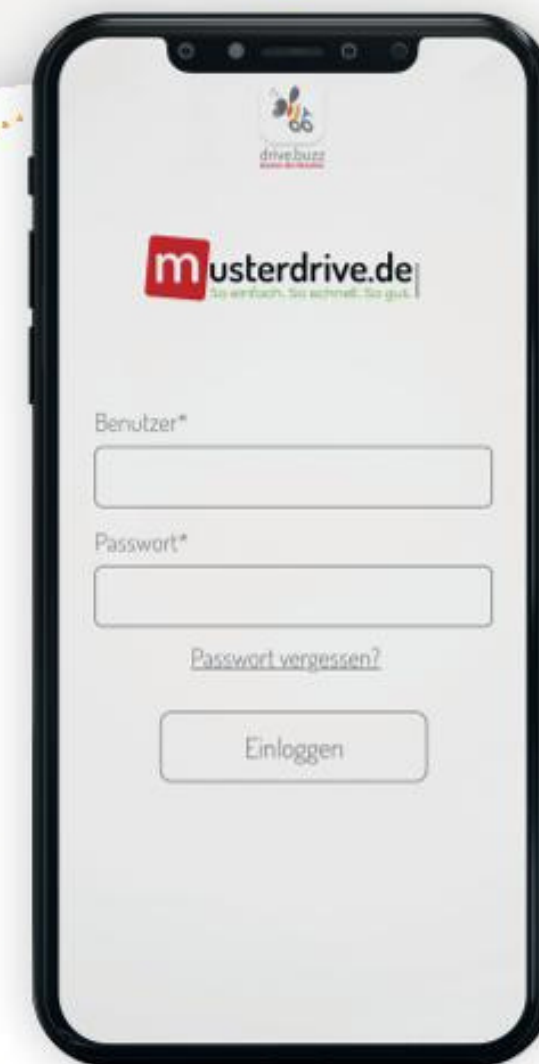 drive.buzz
musterdrive.de
So einfach. So schnell. So gut.
Benutzer*
Passwort*
Passwort vergessen?
Einloggen